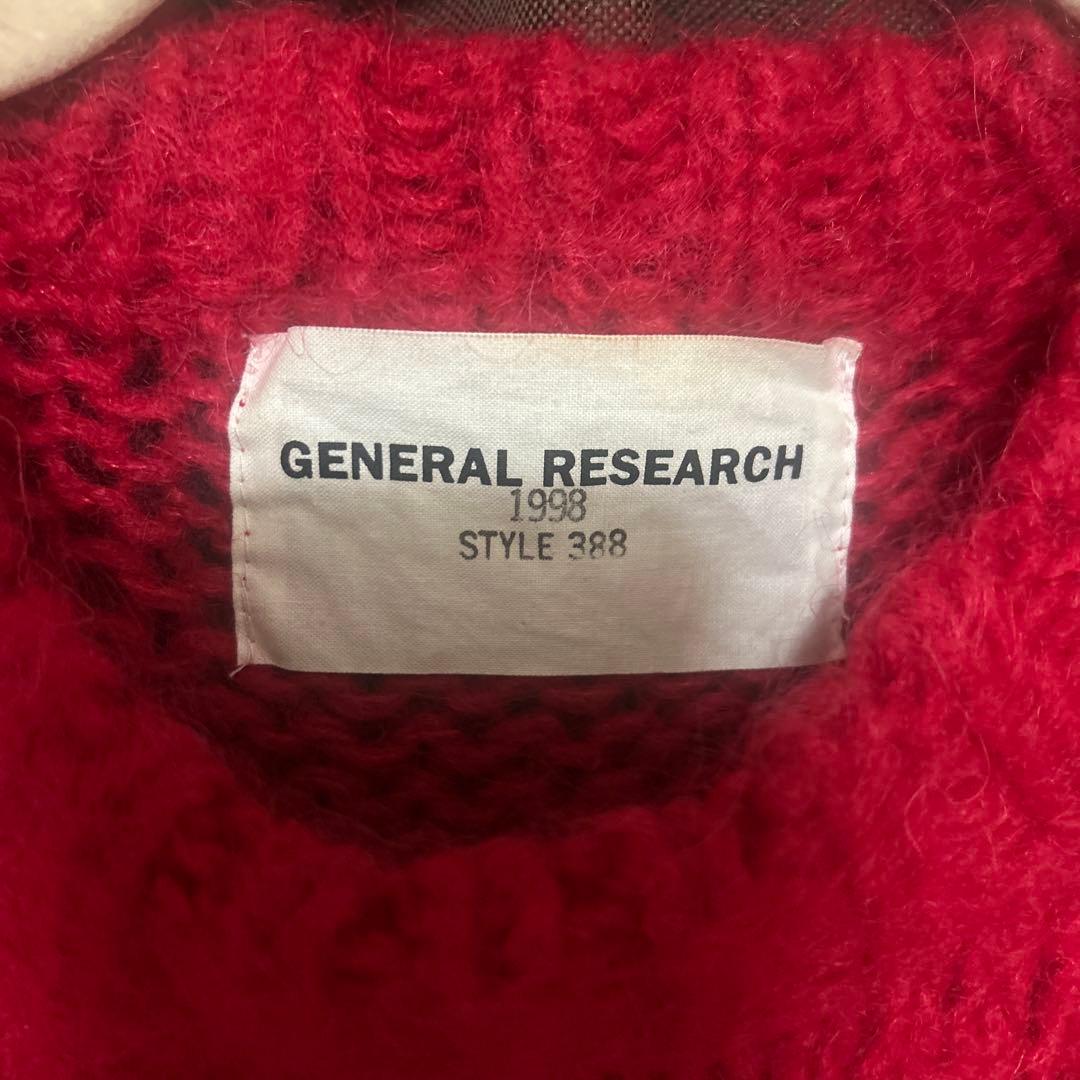 GENERAL RESEARCH
1998
STYLE 388